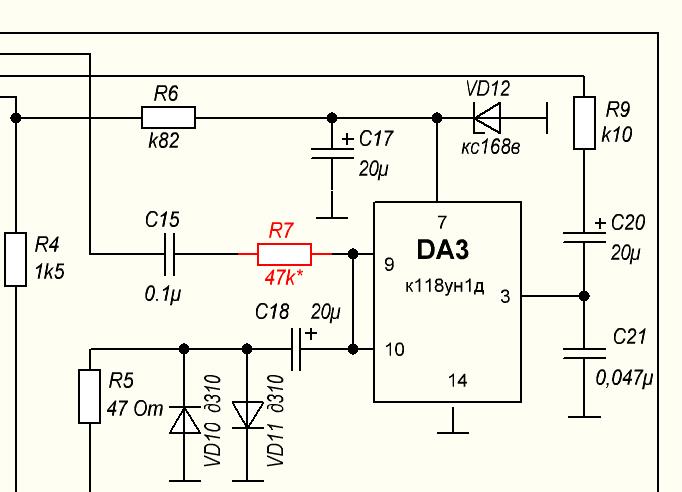 R6
k82
VD12
кс168в
R9
k10
+ C17
20µ
C15
0.1µ
R7
47k*
R4
1k5
7
DA3
к118ун1д
9
3
10
14
+ C20
20µ
C18 20µ
+
C21
0,047µ
R5
47 Om
VD10 д310
VD11 д310